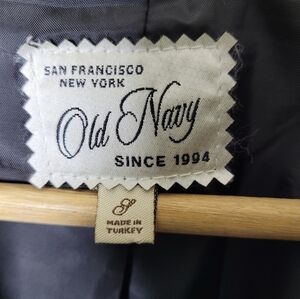 SAN FRANCISCO
NEW YORK
Old Navy
SINCE 1994
S
MADE IN
TURKEY